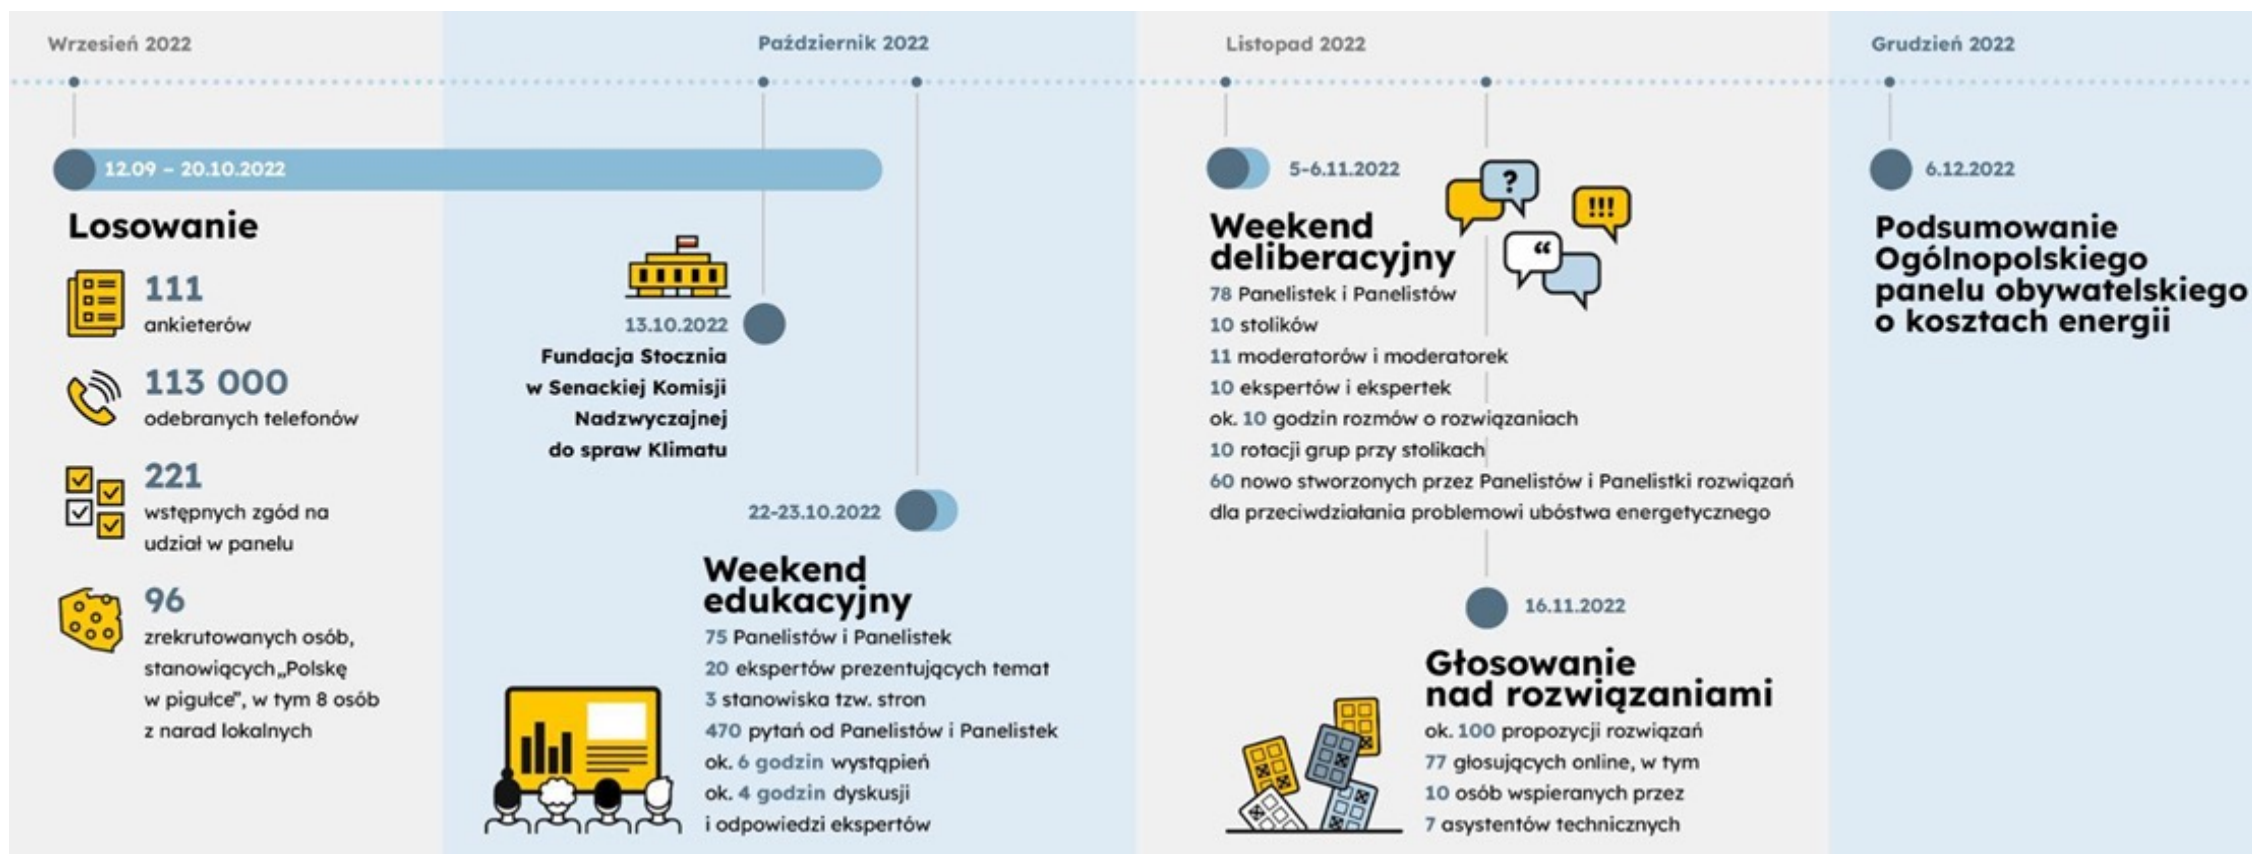 Wrzesień 2022
12.09 – 20.10.2022
Losowanie
111
ankieterów
113 000
odebranych telefonów
221
wstępnych zgód na
udział w panelu
96
zrekrutowanych osób,
stanowiących „Polskę
w pigułce”, w tym 8 osób
z narad lokalnych
Październik 2022
13.10.2022
Fundacja Stocznia
w Senackiej Komisji
Nadzwyczajnej
do spraw Klimatu
22-23.10.2022
Weekend
edukacyjny
75 Panelistów i Panelistek
20 ekspertów prezentujących temat
3 stanowiska tzw. stron
470 pytań od Panelistów i Panelistek
ok. 6 godzin wystąpień
ok. 4 godzin dyskusji
i odpowiedzi ekspertów
Listopad 2022
5-6.11.2022
?
!!!
“
Weekend
deliberacyjny
78 Panelistek i Panelistów
10 stolików
11 moderatorów i moderatorek
10 ekspertów i ekspertek
ok. 10 godzin rozmów o rozwiązaniach
10 rotacji grup przy stolikach
60 nowo stworzonych przez Panelistów i Panelistki rozwiązań
dla przeciwdziałania problemowi ubóstwa energetycznego
16.11.2022
Głosowanie
nad rozwiązaniami
ok. 100 propozycji rozwiązań
77 głosujących online, w tym
10 osób wspieranych przez
7 asystentów technicznych
Grudzień 2022
6.12.2022
Podsumowanie
Ogólnopolskiego
panelu obywatelskiego
o kosztach energii